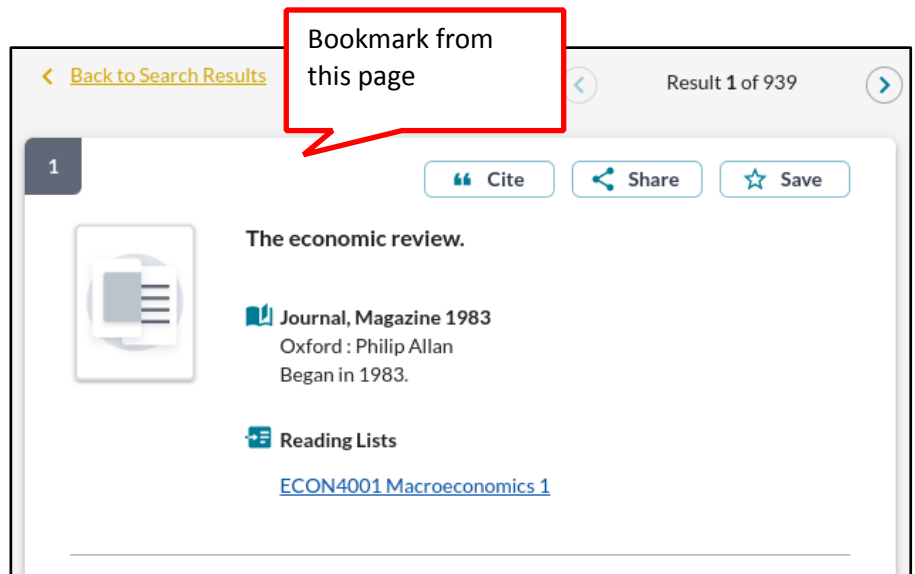 Bookmark from
this page
Back to Search Results
Result 1 of 939
1
Cite
Share
Save
The economic review.
Journal, Magazine 1983
Oxford : Philip Allan
Began in 1983.
Reading Lists
ECON4001 Macroeconomics 1